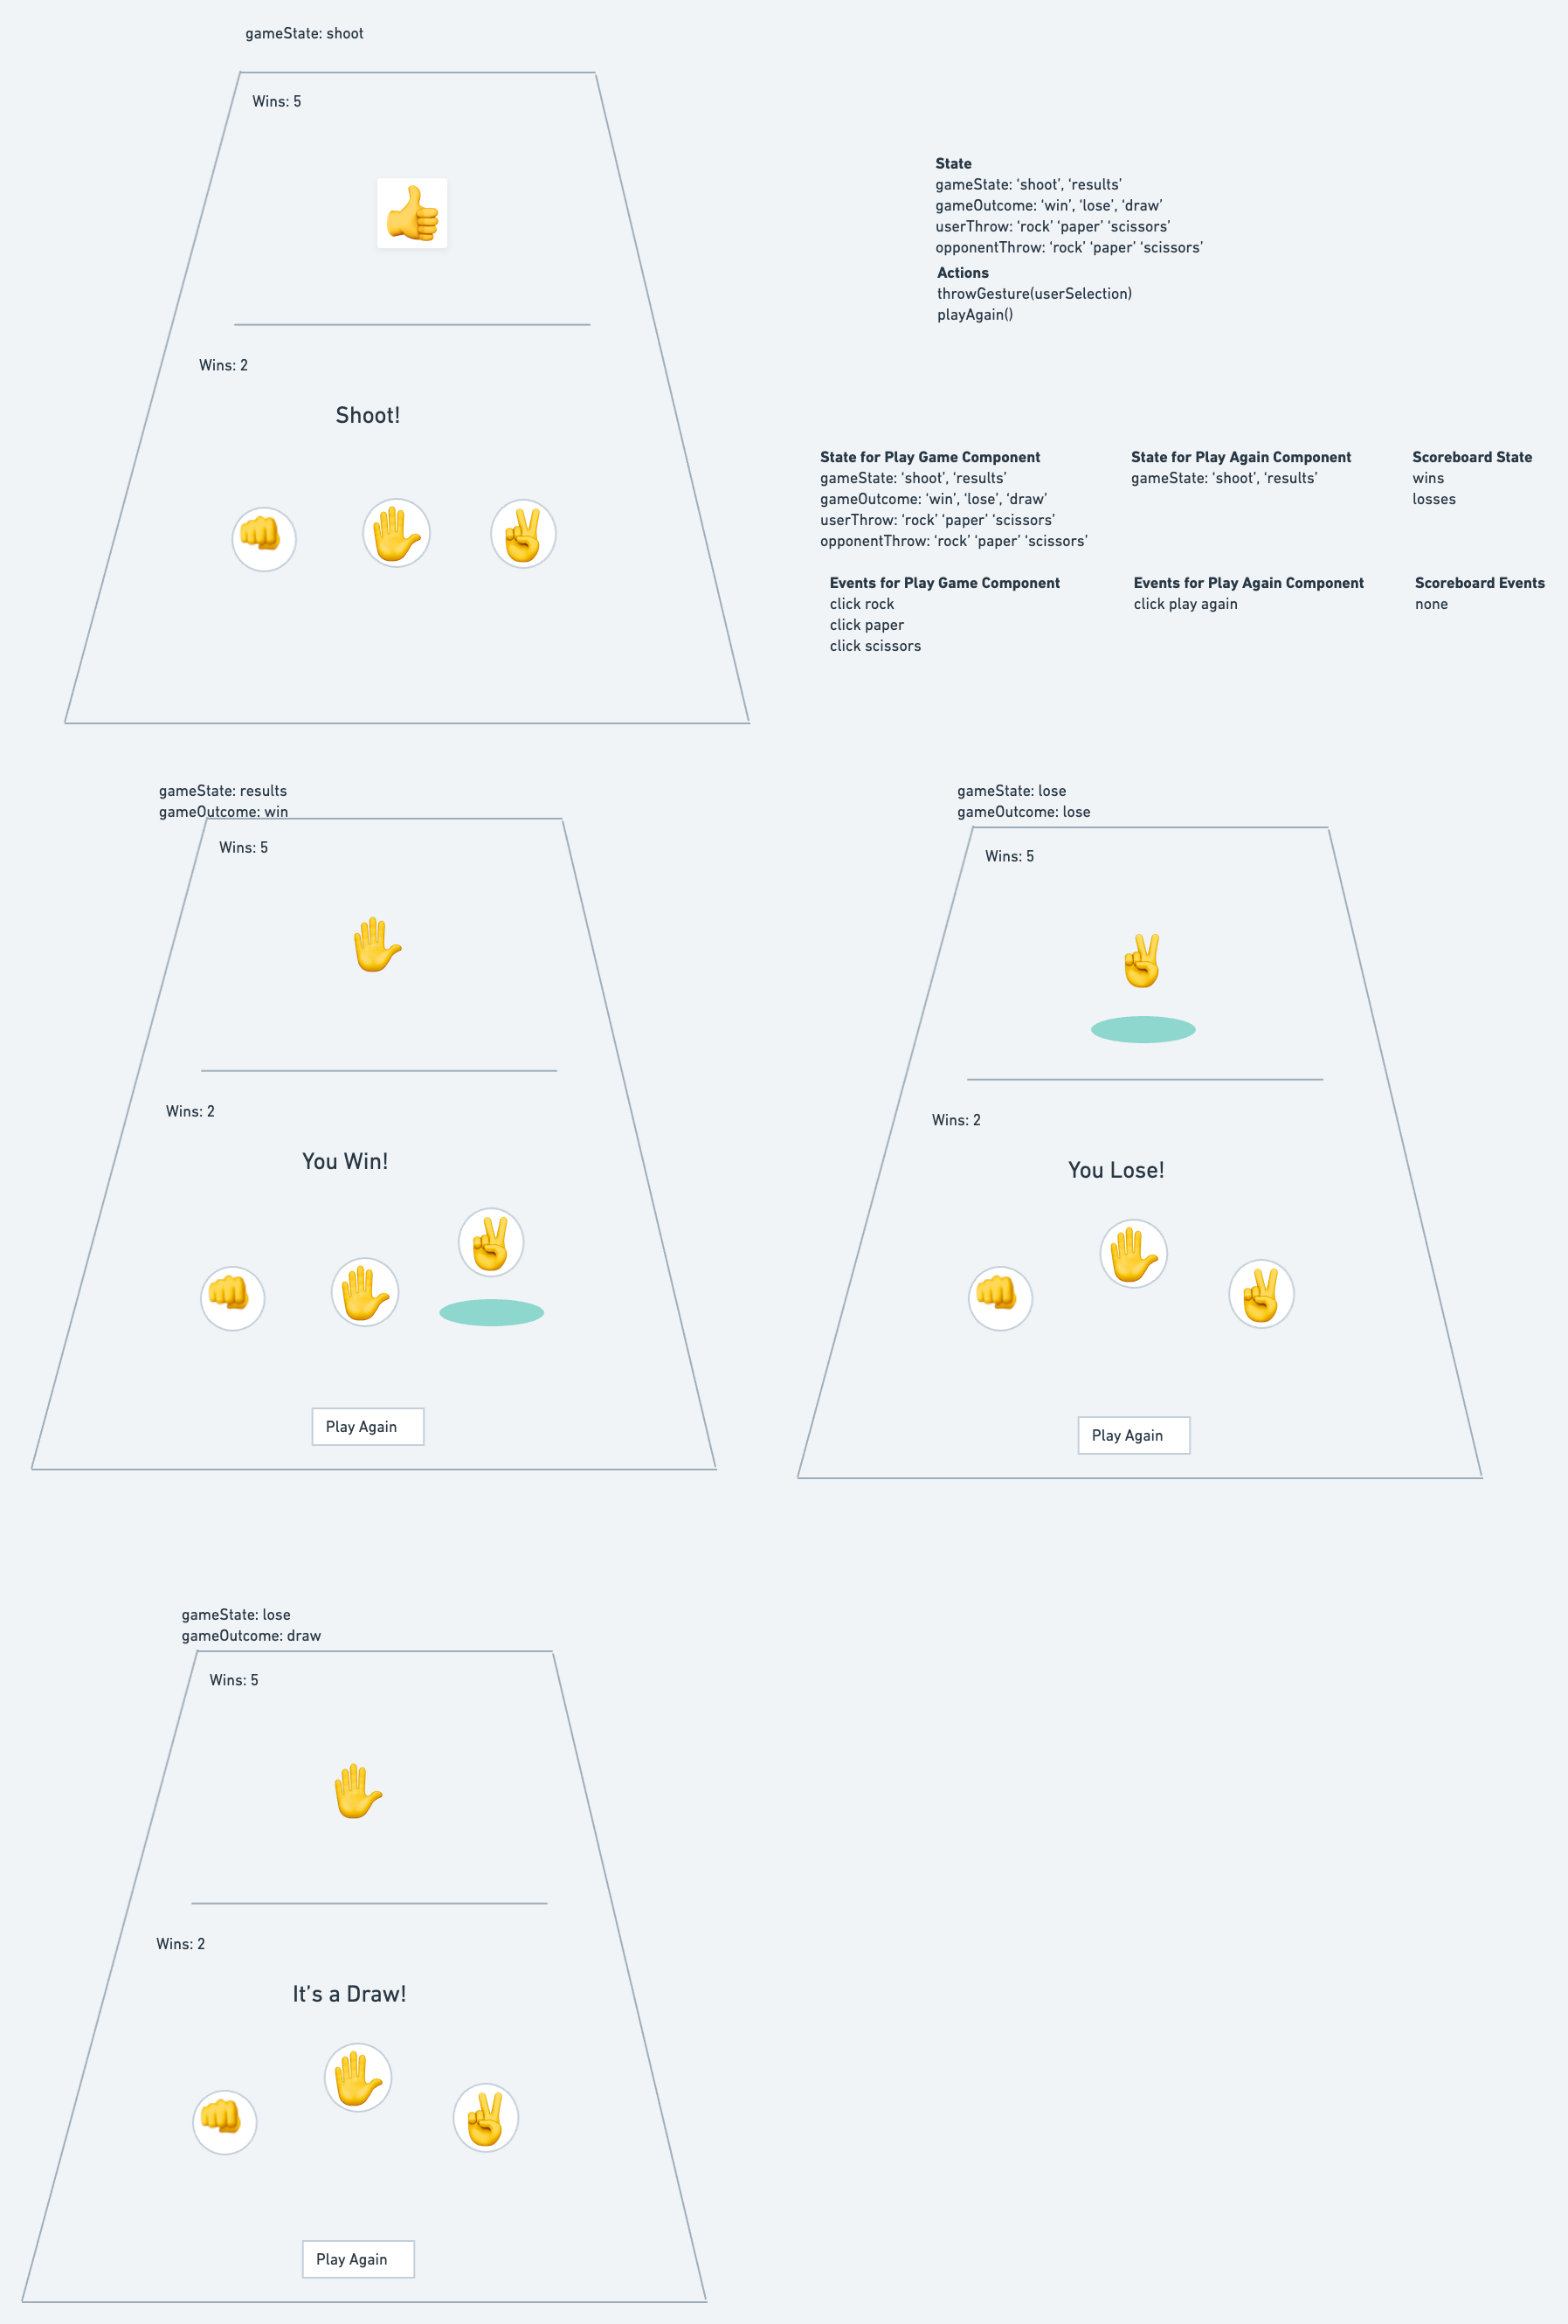 gameState: shoot
Wins: 5
Wins: 2
Shoot!
State
gameState: ‘shoot’, ‘results’
gameOutcome: ‘win’, ‘lose’, ‘draw’
userThrow: ‘rock’ ‘paper’ ‘scissors’
opponentThrow: ‘rock’ ‘paper’ ‘scissors’
Actions
throwGesture(userSelection)
playAgain()
State for Play Game Component
gameState: ‘shoot’, ‘results’
gameOutcome: ‘win’, ‘lose’, ‘draw’
userThrow: ‘rock’ ‘paper’ ‘scissors’
opponentThrow: ‘rock’ ‘paper’ ‘scissors’
State for Play Again Component
gameState: ‘shoot’, ‘results’
Scoreboard State
wins
losses
Events for Play Game Component
click rock
click paper
click scissors
Events for Play Again Component
click play again
Scoreboard Events
none
gameState: results
gameOutcome: win
Wins: 5
Wins: 2
You Win!
Play Again
gameState: lose
gameOutcome: lose
Wins: 5
Wins: 2
You Lose!
Play Again
gameState: lose
gameOutcome: draw
Wins: 5
Wins: 2
It’s a Draw!
Play Again